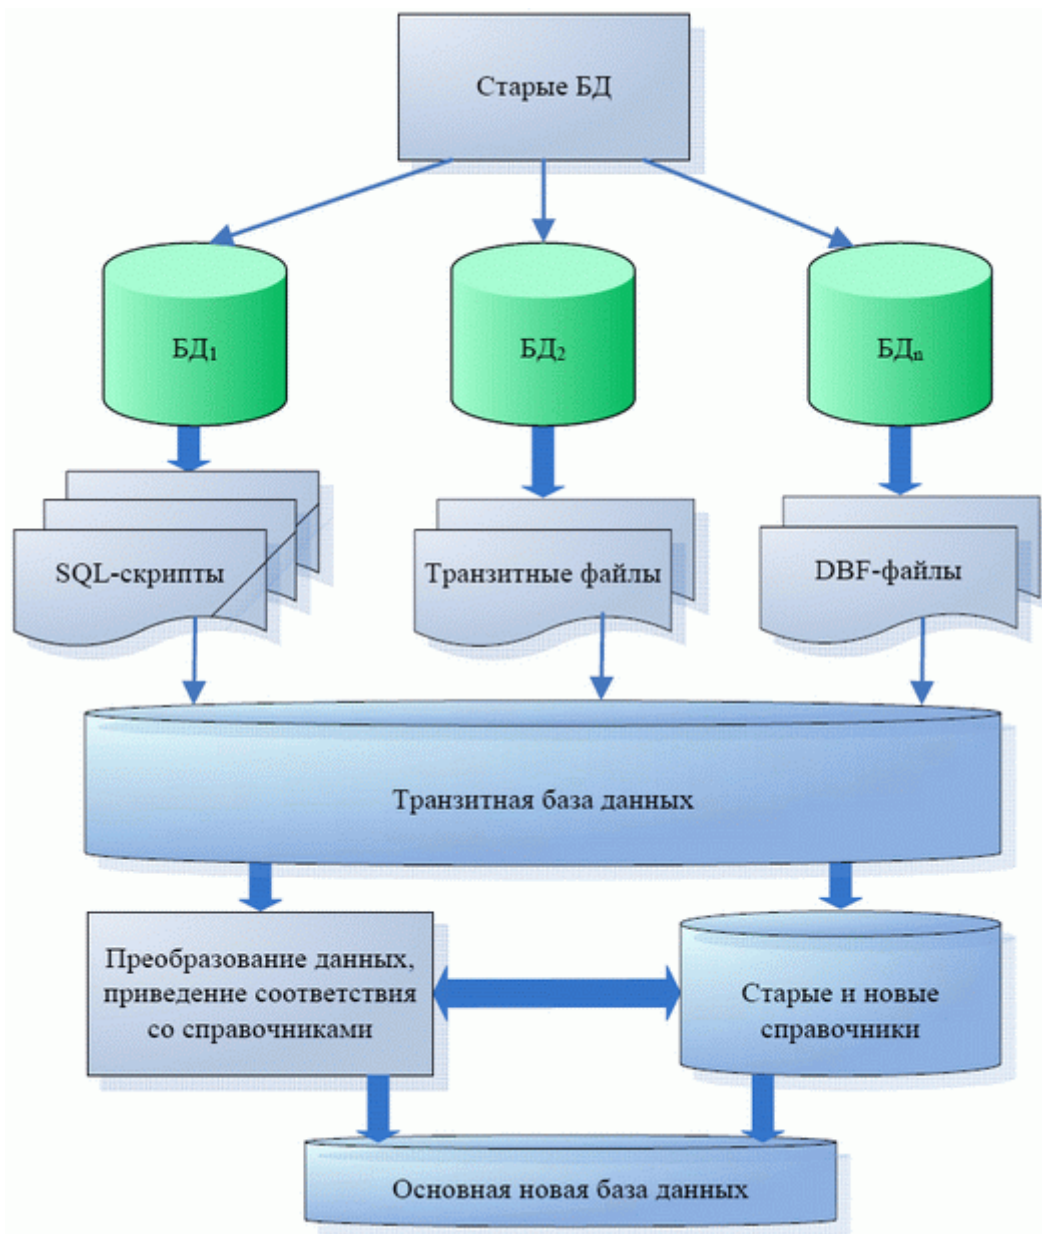 Старые БД
БД₁
БД₂
БДₙ
SQL-скрипты
Транзитные файлы
DBF-файлы
Транзитная база данных
Преобразование данных,
приведение соответствия
со справочниками
Старые и новые
справочники
Основная новая база данных